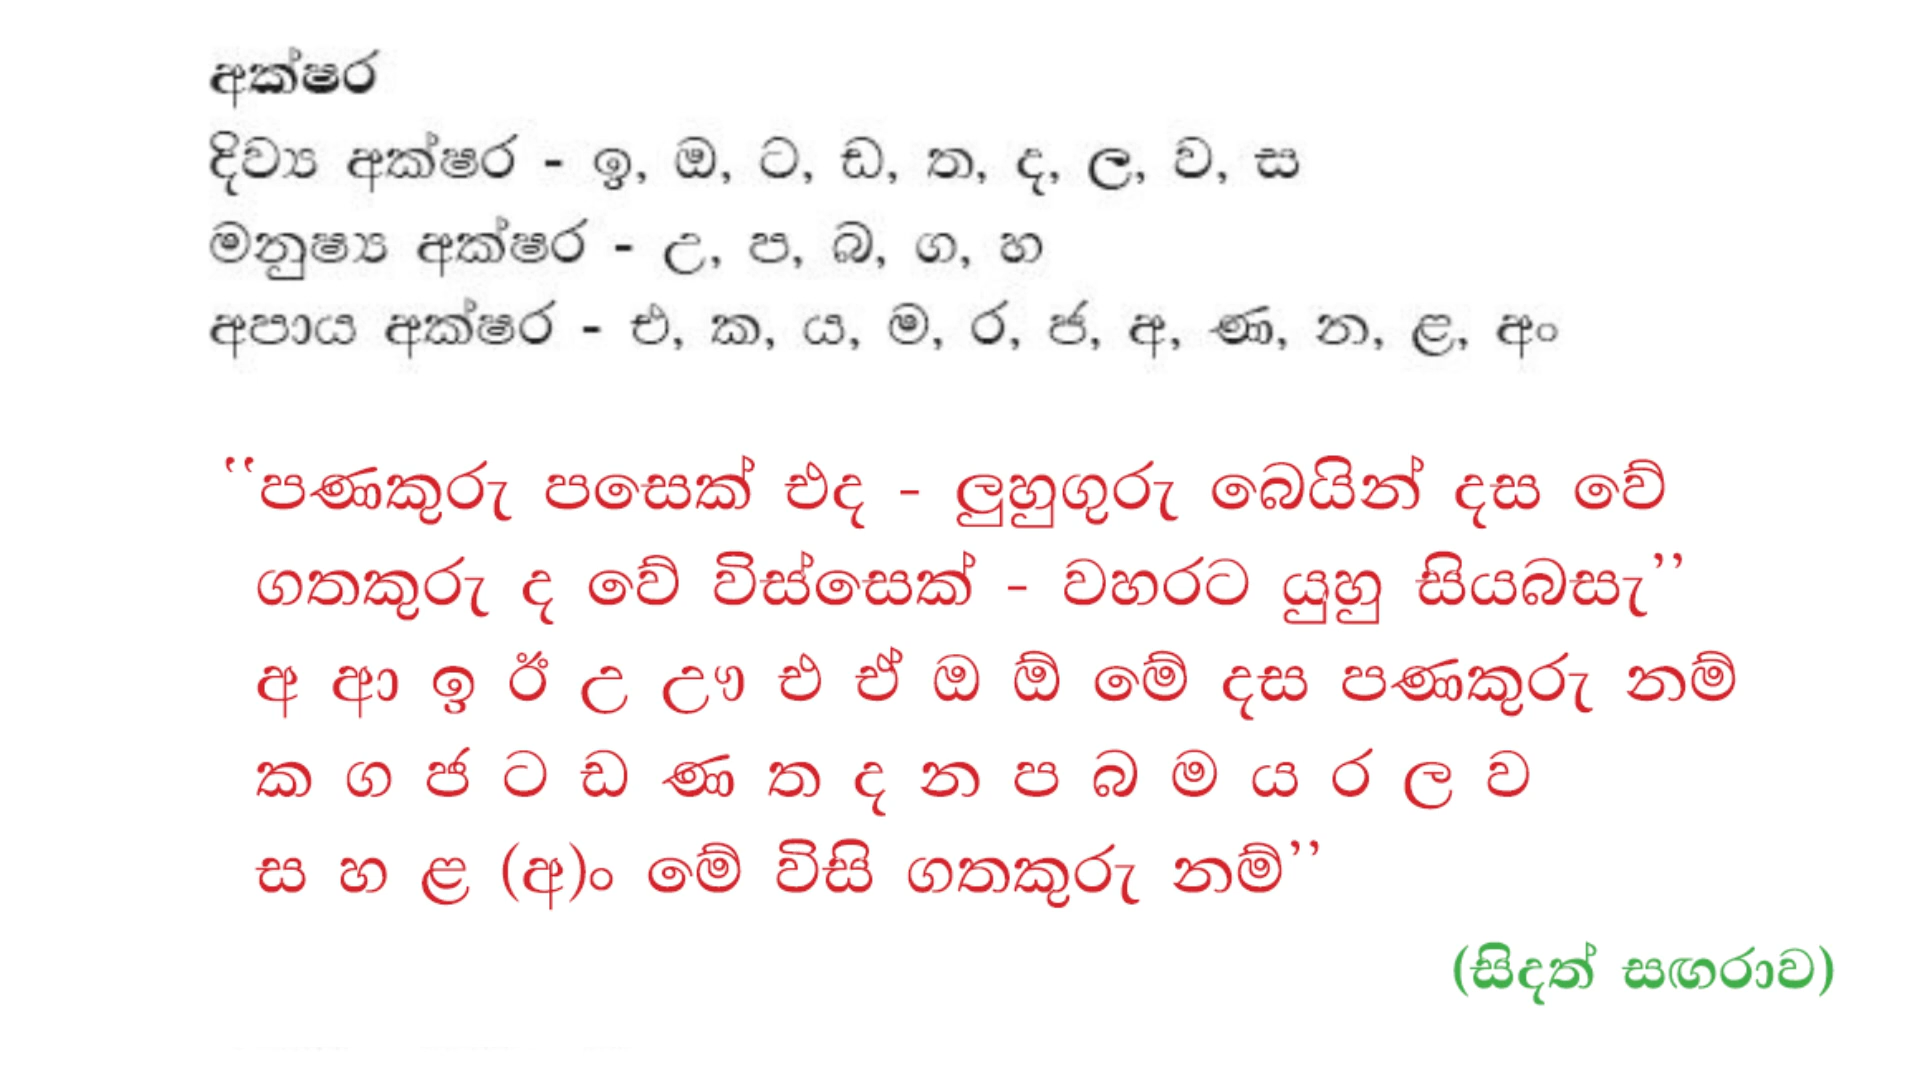 අක්ෂර
දිව්‍ය අක්ෂර - ඉ, ඔ, ට, ඩ, ත, ද, ල, ව, ස
මනුෂ්‍ය අක්ෂර - උ, ප, බ, ග, හ
අපාය අක්ෂර - එ, ක, ය, ම, ර, ජ, අ, ණ, න, ළ, අං
‘‘පණකුරු පසෙක් එද - ලුහුගුරු බෙයින් දස වේ
ගතකුරු ද වේ විස්සෙක් - වහරට යුහු සියබසැ’’
අ ආ ඉ ඊ උ ඌ එ ඒ ඔ ඕ මේ දස පණකුරු නම්
ක ග ජ ට ඩ ණ ත ද න ප බ ම ය ර ල ව
ස හ ළ (අ)ං මේ විසි ගතකුරු නම්’’
(සිදත් සඟරාව)